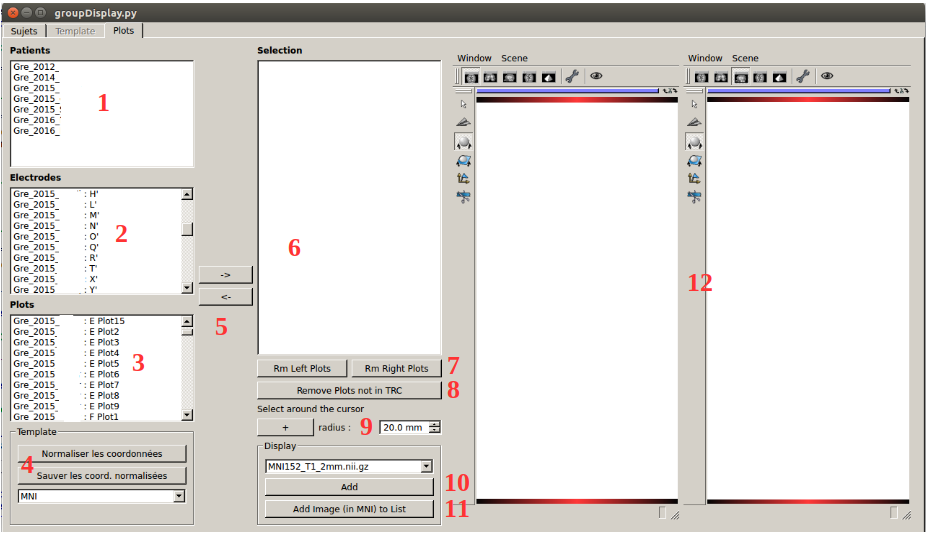 groupDisplay.py
Sujets Template Plots
Patients
Gre_2012_
Gre_2014_
Gre_2015_
Gre_2015_
Gre_2015_
Gre_2016_
Gre_2016_
1
Electrodes
Gre_2015_ : H'
Gre_2015_ : L'
Gre_2015_ : M'
Gre_2015_ : N'
Gre_2015_ : O'
Gre_2015_ : Q'
Gre_2015_ : R'
Gre_2015_ : T'
Gre_2015_ : X'
Gre_2015_ : Y'
2
Plots
Gre_2015_ : E Plot15
Gre_2015_ : E Plot2
Gre_2015_ : E Plot3
Gre_2015_ : E Plot4
Gre_2015 : E Plot5
Gre_2015_ : E Plot6
Gre_2015_ : E Plot7
Gre_2015_ : E Plot8
Gre_2015_ : E Plot9
Gre_2015 : F Plot1
3
Template
Normaliser les coordonnées
4
Sauver les coord. normalisées
MNI
->
<-
5
Selection
6
Rm Left Plots Rm Right Plots 7
Remove Plots not in TRC 8
Select around the cursor
+ radius : 9 20.0 mm
Display
MNI152_T1_2mm.nii.gz
Add 10
Add Image (in MNI) to List 11
Window Scene
Window Scene
12